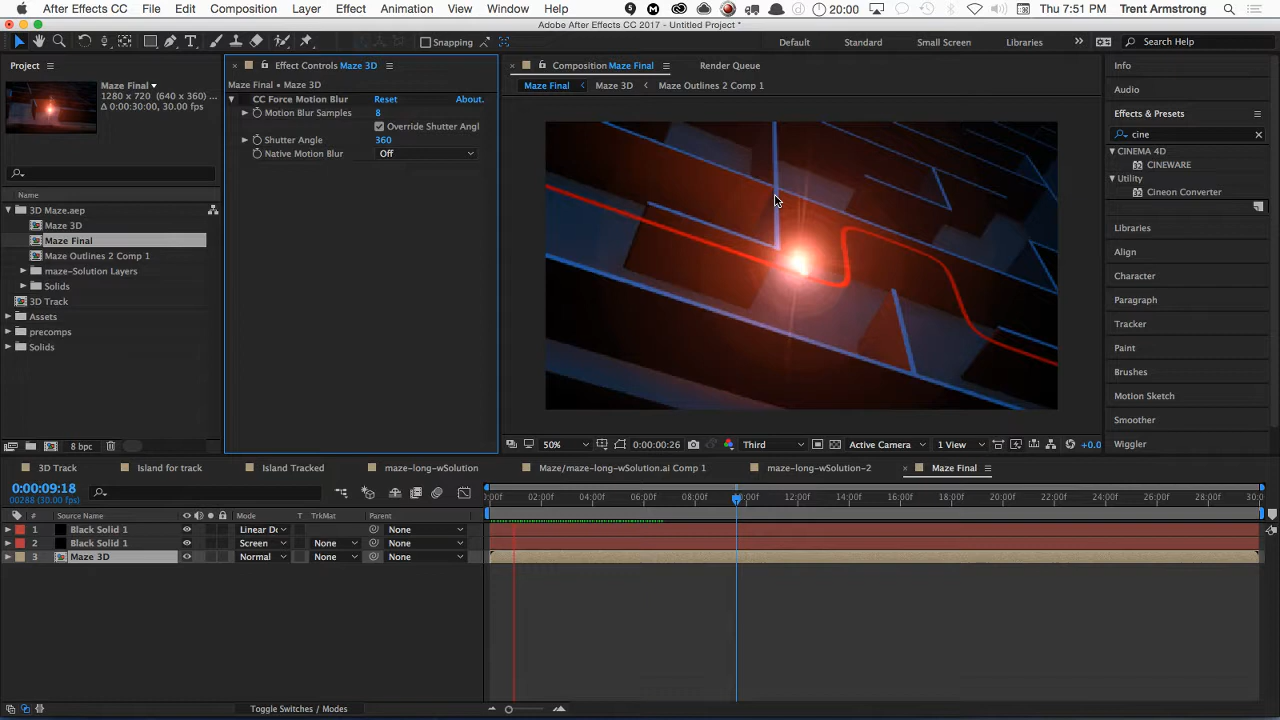 After Effects CC File Edit Composition Layer Effect Animation View Window Help 20:00 Thu 7:51 PM Trent Armstrong
Adobe After Effects CC 2017 - Untitled Project *
Snapping Default Standard Small Screen Libraries Search Help
Project
Maze Final
1280 x 720 (640 x 360) ...
Δ 0:00:30:00, 30.00 fps
Name
3D Maze.aep
Maze 3D
Maze Final
Maze Outlines 2 Comp 1
maze-Solution Layers
Solids
3D Track
Assets
precomps
Solids
8 bpc
Effect Controls Maze 3D
Maze Final • Maze 3D
CC Force Motion Blur Reset About.
Motion Blur Samples 8
Override Shutter Angl
Shutter Angle 360
Native Motion Blur Off
Composition Maze Final Render Queue
Maze Final Maze 3D Maze Outlines 2 Comp 1
50% 0:00:00:26 Third Active Camera 1 View +0.0
Info
Audio
Effects & Presets
cine
CINEMA 4D
CINEWARE
Utility
Cineon Converter
Libraries
Align
Character
Paragraph
Tracker
Paint
Brushes
Motion Sketch
Smoother
Wiggler
3D Track Island for track Island Tracked maze-long-wSolution Maze/maze-long-wSolution.ai Comp 1 maze-long-wSolution-2 Maze Final
0:00:09:18
00288 (30.00 fps)
:00f 02:00f 04:00f 06:00f 08:00f 0:00f 12:00f 14:00f 16:00f 18:00f 20:00f 22:00f 24:00f 26:00f 28:00f 30:0
# Source Name Mode T TrkMat Parent
1 Black Solid 1 Linear Do None
2 Black Solid 1 Screen None None
3 Maze 3D Normal None None
Toggle Switches / Modes